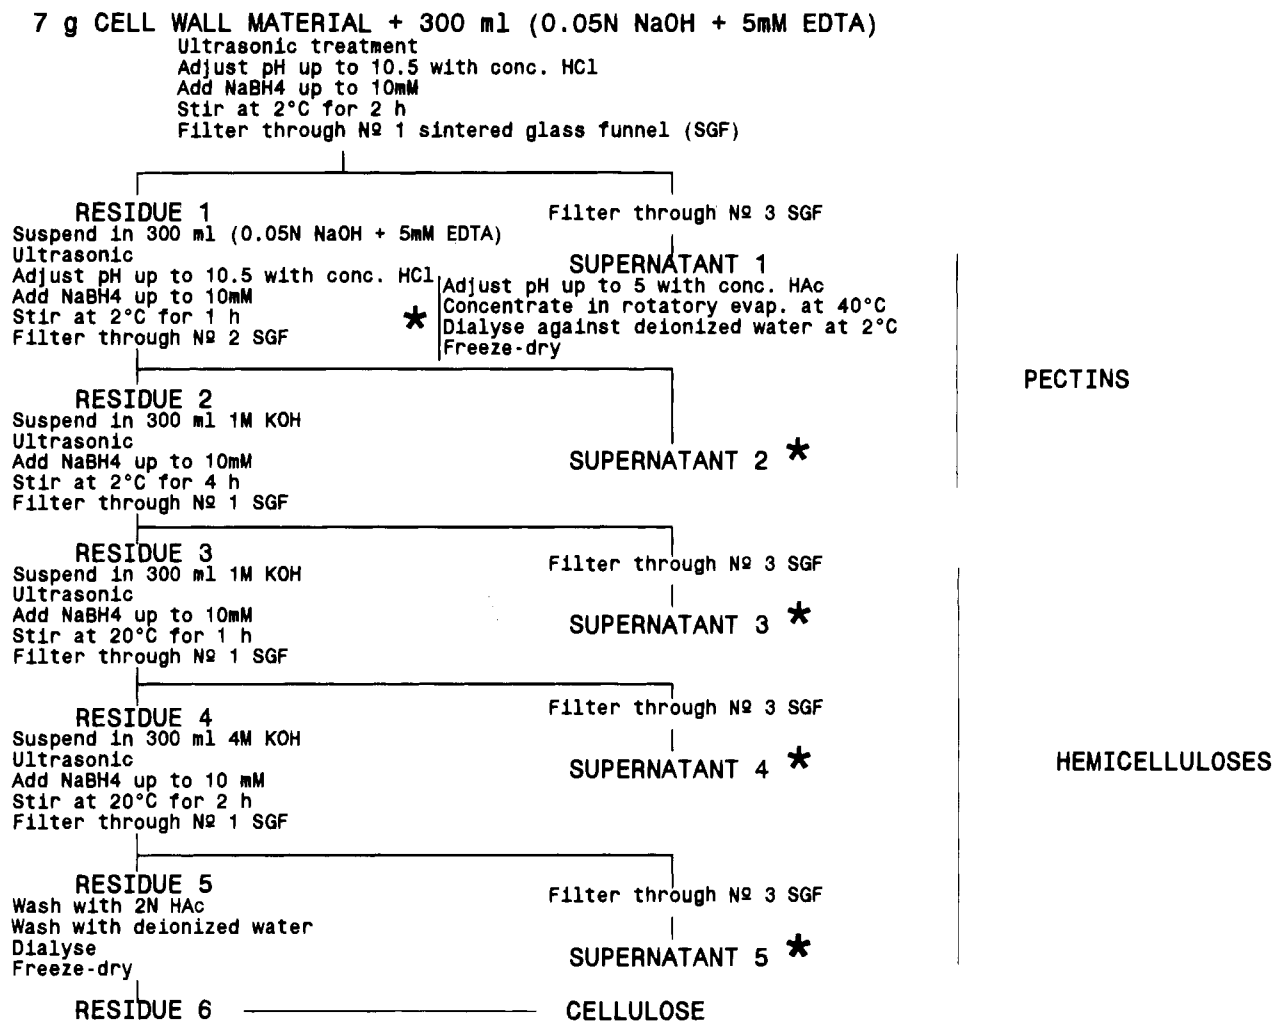 7 g CELL WALL MATERIAL + 300 ml (0.05N NaOH + 5mM EDTA)
Ultrasonic treatment
Adjust pH up to 10.5 with conc. HCl
Add NaBH4 up to 10mM
Stir at 2°C for 2 h
Filter through Nº 1 sintered glass funnel (SGF)
RESIDUE 1
Suspend in 300 ml (0.05N NaOH + 5mM EDTA)
Ultrasonic
Adjust pH up to 10.5 with conc. HCl
Add NaBH4 up to 10mM
Stir at 2°C for 1 h
Filter through Nº 2 SGF
Filter through Nº 3 SGF
SUPERNATANT 1
*
Adjust pH up to 5 with conc. HAc
Concentrate in rotatory evap. at 40°C
Dialyse against deionized water at 2°C
Freeze-dry
PECTINS
RESIDUE 2
Suspend in 300 ml 1M KOH
Ultrasonic
Add NaBH4 up to 10mM
Stir at 2°C for 4 h
Filter through Nº 1 SGF
SUPERNATANT 2 *
RESIDUE 3
Suspend in 300 ml 1M KOH
Ultrasonic
Add NaBH4 up to 10mM
Stir at 20°C for 1 h
Filter through Nº 1 SGF
Filter through Nº 3 SGF
SUPERNATANT 3 *
RESIDUE 4
Suspend in 300 ml 4M KOH
Ultrasonic
Add NaBH4 up to 10 mM
Stir at 20°C for 2 h
Filter through Nº 1 SGF
Filter through Nº 3 SGF
SUPERNATANT 4 *
HEMICELLULOSES
RESIDUE 5
Wash with 2N HAc
Wash with deionized water
Dialyse
Freeze-dry
Filter through Nº 3 SGF
SUPERNATANT 5 *
RESIDUE 6
CELLULOSE